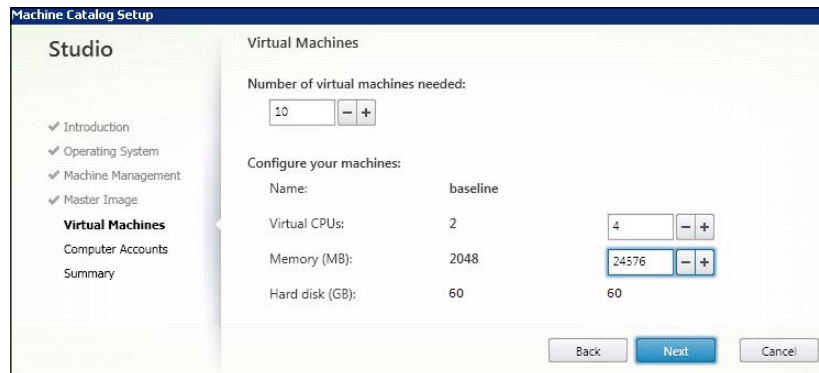 Machine Catalog Setup
Studio
Introduction
Operating System
Machine Management
Master Image
Virtual Machines
Computer Accounts
Summary
Virtual Machines
Number of virtual machines needed:
10 - +
Configure your machines:
Name: baseline
Virtual CPUs: 2 4 - +
Memory (MB): 2048 24576 - +
Hard disk (GB): 60 60
Back Next Cancel